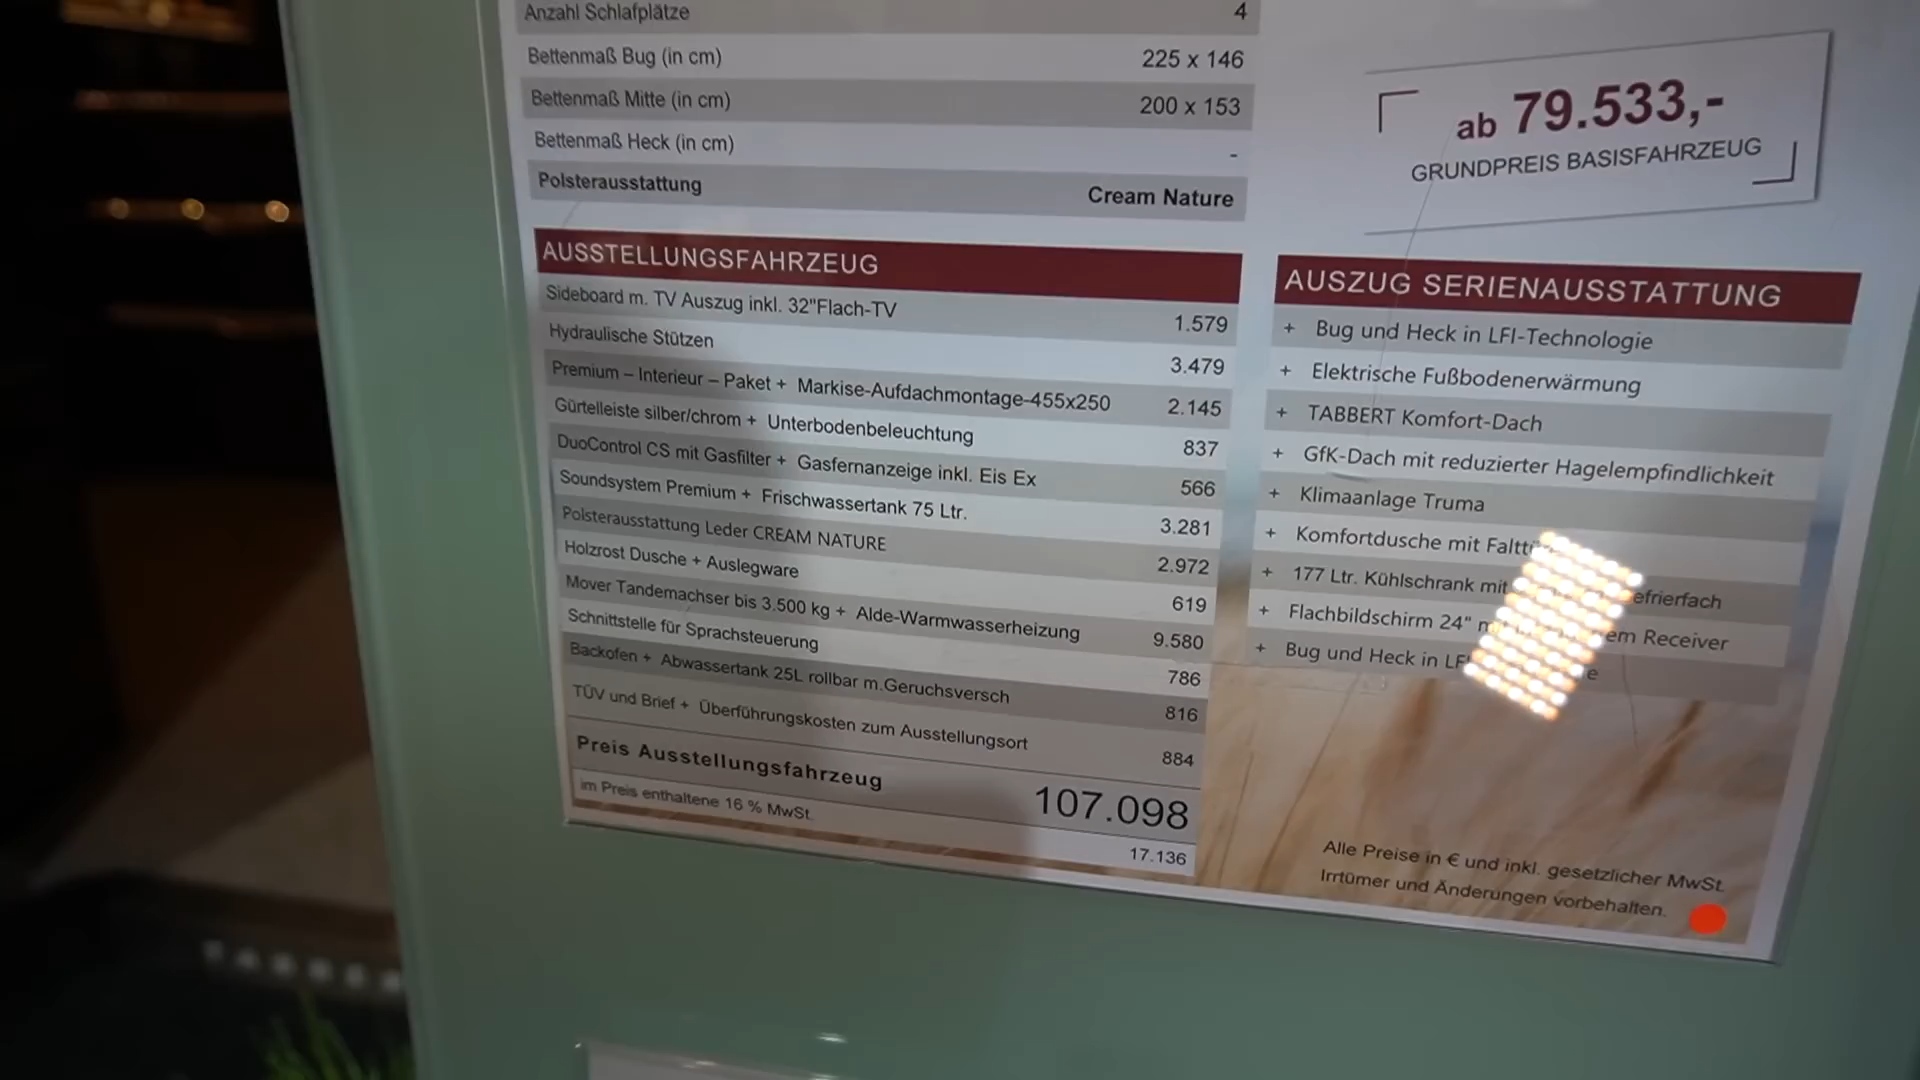 Anzahl Schlafplätze 4
Bettenmaß Bug (in cm) 225 x 146
Bettenmaß Mitte (in cm) 200 x 153
Bettenmaß Heck (in cm) -
Polsterausstattung Cream Nature
ab 79.533,-
GRUNDPREIS BASISFAHRZEUG
AUSSTELLUNGSFAHRZEUG
Sideboard m. TV Auszug inkl. 32"Flach-TV 1.579
Hydraulische Stützen 3.479
Premium – Interieur – Paket + Markise-Aufdachmontage-455x250 2.145
Gürtelleiste silber/chrom + Unterbodenbeleuchtung 837
DuoControl CS mit Gasfilter + Gasfernanzeige inkl. Eis Ex 566
Soundsystem Premium + Frischwassertank 75 Ltr. 3.281
Polsterausstattung Leder CREAM NATURE 2.972
Holzrost Dusche + Auslegware 619
Mover Tandemachser bis 3.500 kg + Alde-Warmwasserheizung 9.580
Schnittstelle für Sprachsteuerung 786
Backofen + Abwassertank 25L rollbar m.Geruchsversch 816
TÜV und Brief + Überführungskosten zum Ausstellungsort 884
Preis Ausstellungsfahrzeug 107.098
im Preis enthaltene 16 % MwSt. 17.136
AUSZUG SERIENAUSSTATTUNG
+ Bug und Heck in LFI-Technologie
+ Elektrische Fußbodenerwärmung
+ TABBERT Komfort-Dach
+ GfK-Dach mit reduzierter Hagelempfindlichkeit
+ Klimaanlage Truma
+ Komfortdusche mit
+ 177 Ltr. Kühlschrank mit
+ Flachbildschirm 24" Receiver
+ Bug und Heck in
Alle Preise in € und inkl. gesetzlicher MwSt.
Irrtümer und Änderungen vorbehalten.